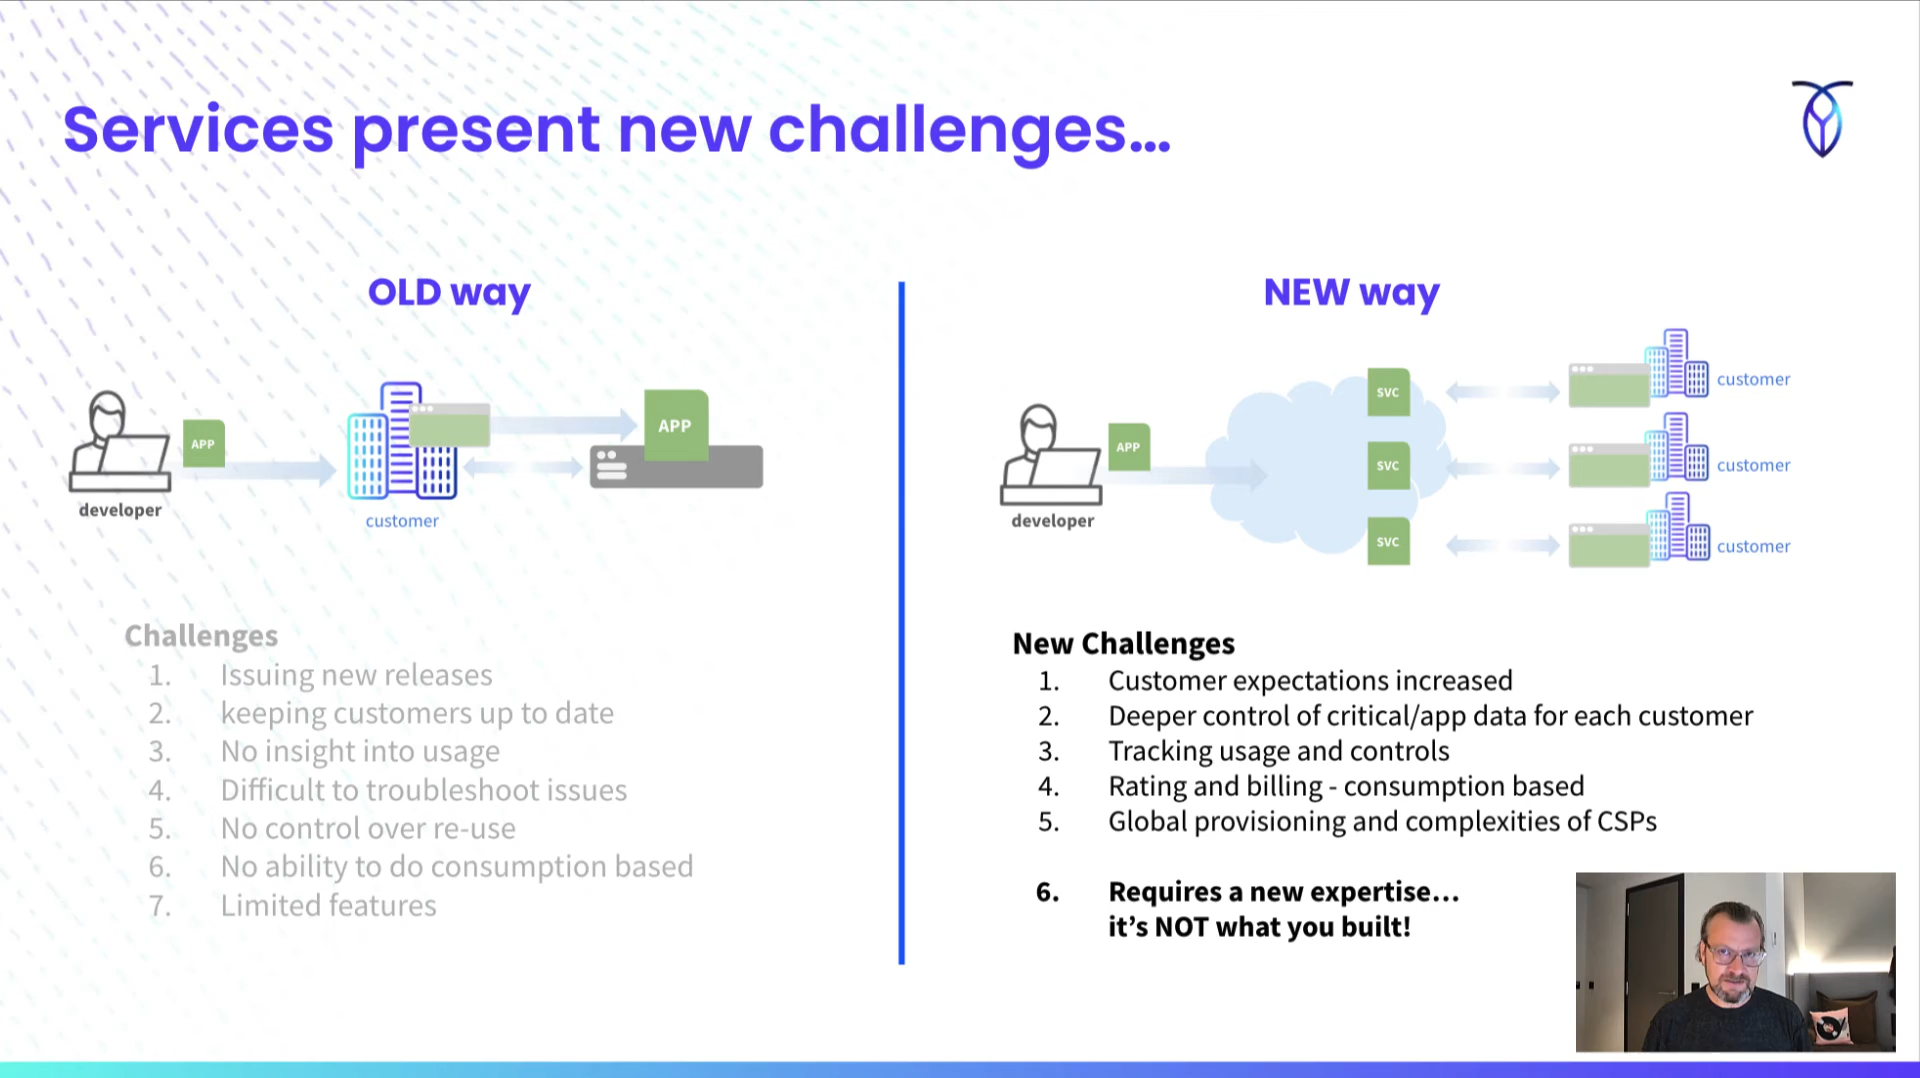 Services present new challenges...
OLD way
APP
developer
customer
APP
Challenges
1. Issuing new releases
2. keeping customers up to date
3. No insight into usage
4. Difficult to troubleshoot issues
5. No control over re-use
6. No ability to do consumption based
7. Limited features
NEW way
APP
developer
SVC
customer
SVC
customer
SVC
customer
New Challenges
1. Customer expectations increased
2. Deeper control of critical/app data for each customer
3. Tracking usage and controls
4. Rating and billing - consumption based
5. Global provisioning and complexities of CSPs
6. Requires a new expertise...
it’s NOT what you built!